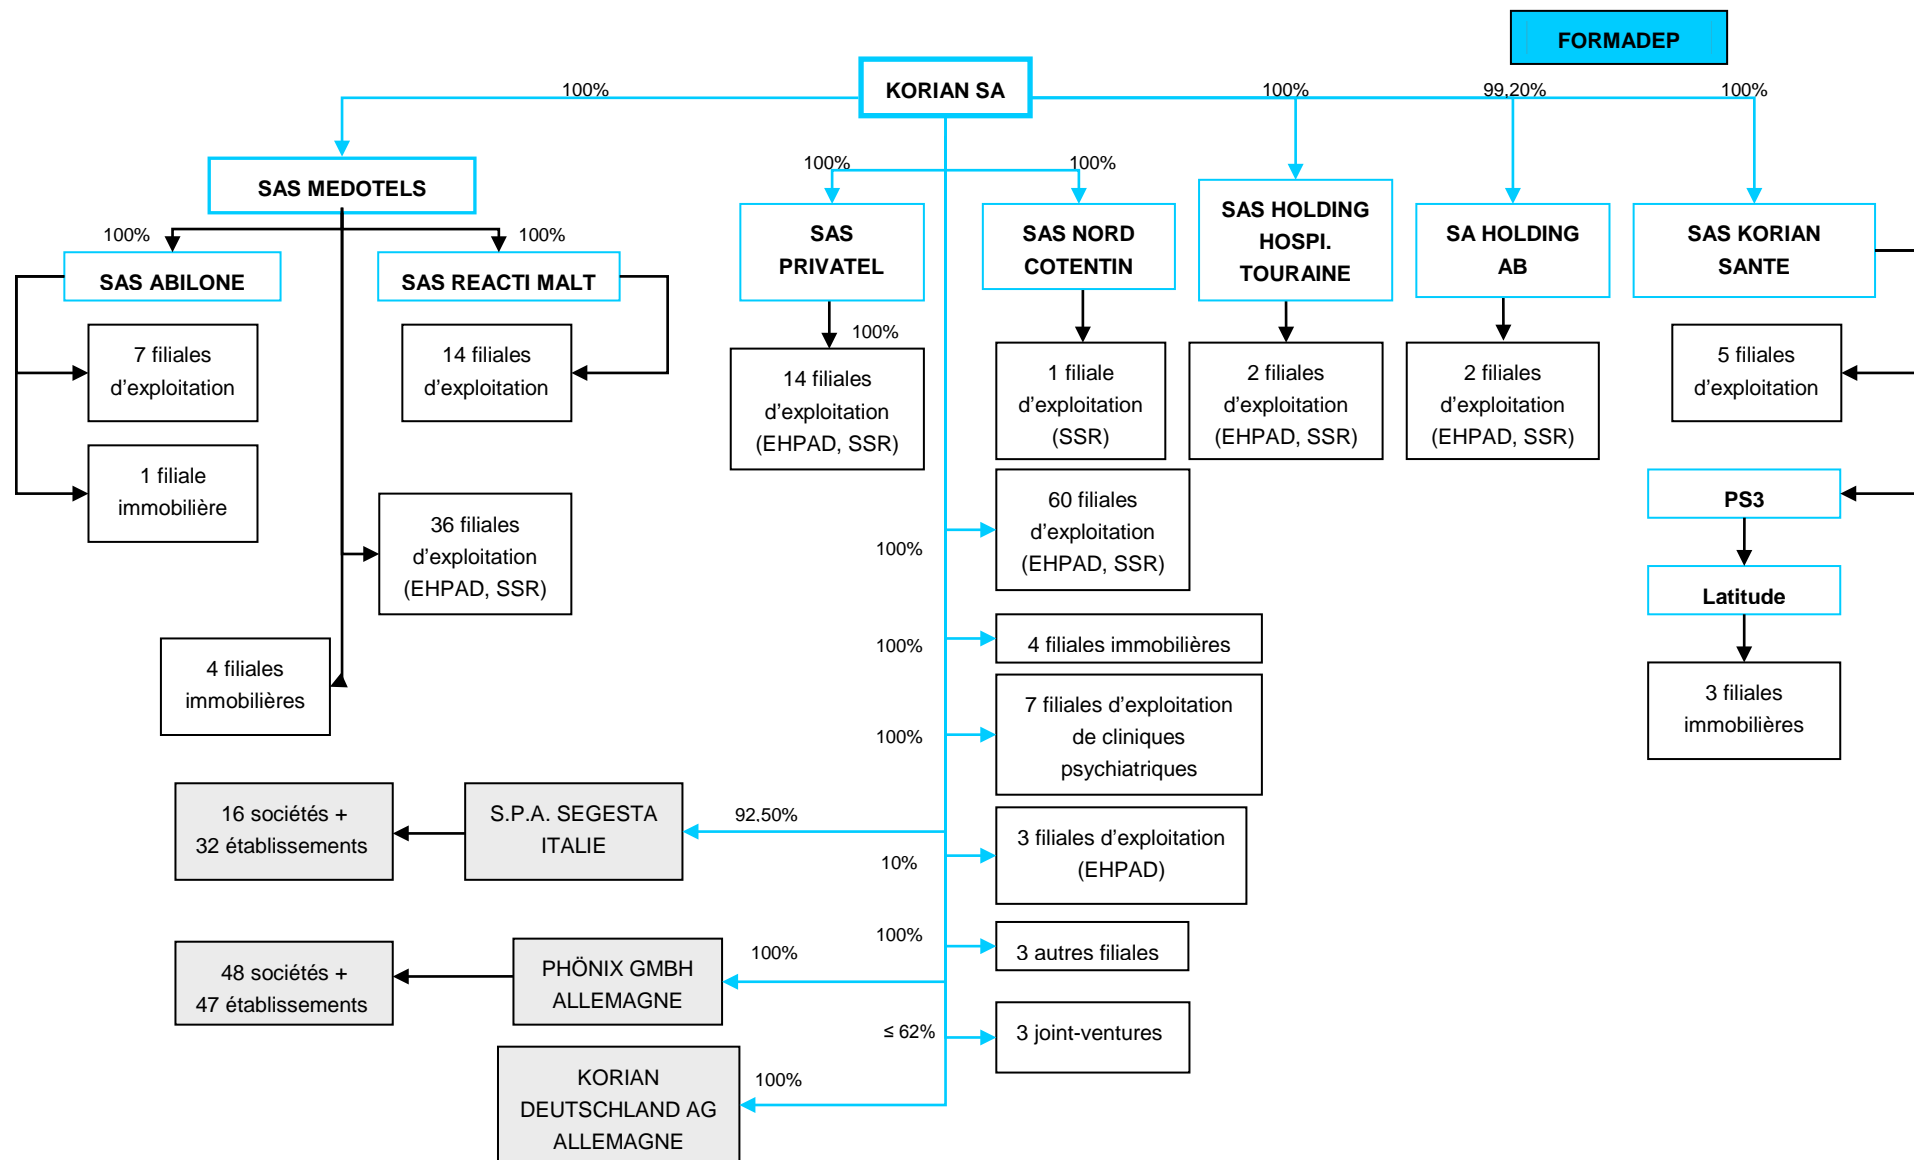 FORMADEP
KORIAN SA
100%
100%
99,20%
100%
SAS MEDOTELS
100%
100%
100%
SAS ABILONE
100%
SAS REACTI MALT
SAS
PRIVATEL
SAS NORD
COTENTIN
SAS HOLDING
HOSPI.
TOURAINE
SA HOLDING
AB
SAS KORIAN
SANTE
7 filiales
d’exploitation
14 filiales
d’exploitation
100%
14 filiales
d’exploitation
(EHPAD, SSR)
1 filiale
d’exploitation
(SSR)
2 filiales
d’exploitation
(EHPAD, SSR)
2 filiales
d’exploitation
(EHPAD, SSR)
5 filiales
d’exploitation
1 filiale
immobilière
36 filiales
d’exploitation
(EHPAD, SSR)
100%
60 filiales
d’exploitation
(EHPAD, SSR)
PS3
Latitude
3 filiales
immobilières
4 filiales
immobilières
100%
4 filiales immobilières
100%
7 filiales d’exploitation
de cliniques
psychiatriques
16 sociétés +
32 établissements
S.P.A. SEGESTA
ITALIE
92,50%
10%
3 filiales d’exploitation
(EHPAD)
48 sociétés +
47 établissements
PHÖNIX GMBH
ALLEMAGNE
100%
100%
3 autres filiales
≤ 62%
3 joint-ventures
KORIAN
DEUTSCHLAND AG
ALLEMAGNE
100%